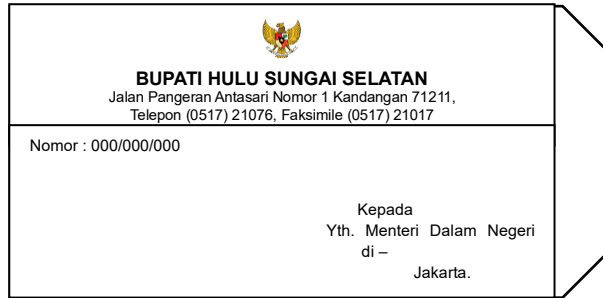 BUPATI HULU SUNGAI SELATAN
Jalan Pangeran Antasari Nomor 1 Kandangan 71211,
Telepon (0517) 21076, Faksimile (0517) 21017
Nomor : 000/000/000
Kepada
Yth. Menteri Dalam Negeri
di –
Jakarta.